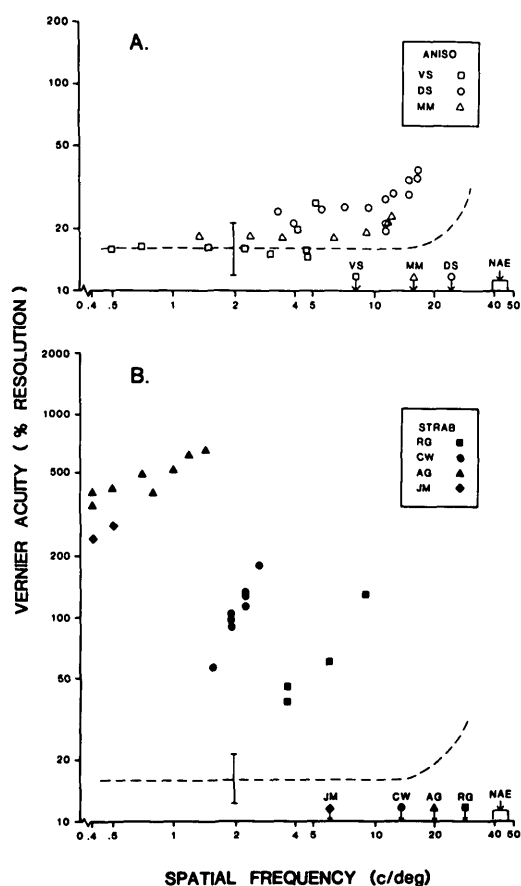 200
A.
ANISO
VS
DS
MM
100
50
20
10
VS
MM
DS
NAE
0.4
.5
1
2
4
5
10
20
40
50
VERNIER ACUITY ( % RESOLUTION )
2000
B.
STRAB
RG
CW
AG
JM
1000
500
200
100
50
20
10
JM
CW
AG
RG
NAE
0.4
.5
1
2
4
5
10
20
40
50
SPATIAL FREQUENCY (c/deg)